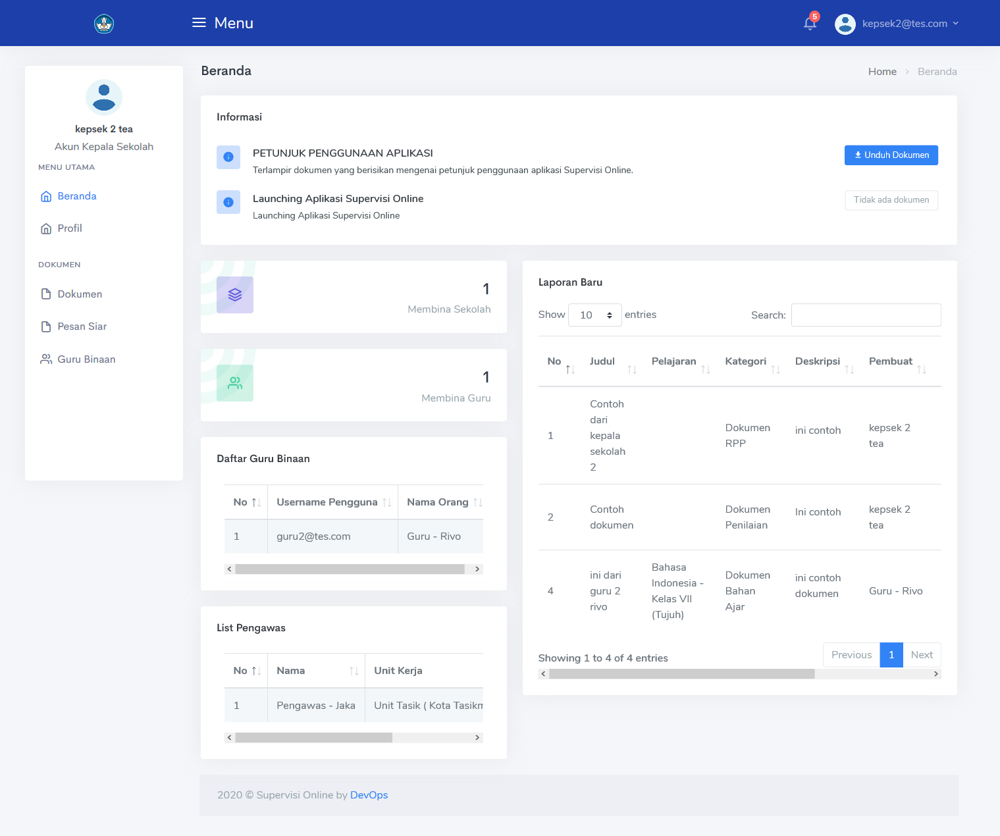 Menu
5
kepsek2@tes.com
kepsek 2 tea
Akun Kepala Sekolah
MENU UTAMA
Beranda
Profil
DOKUMEN
Dokumen
Pesan Siar
Guru Binaan
Beranda
Home > Beranda
Informasi
PETUNJUK PENGGUNAAN APLIKASI
Terlampir dokumen yang berisikan mengenai petunjuk penggunaan aplikasi Supervisi Online.
Unduh Dokumen
Launching Aplikasi Supervisi Online
Launching Aplikasi Supervisi Online
Tidak ada dokumen
1
Membina Sekolah
1
Membina Guru
Daftar Guru Binaan
No Username Pengguna Nama Orang
1 guru2@tes.com Guru - Rivo
List Pengawas
No Nama Unit Kerja
1 Pengawas - Jaka Unit Tasik ( Kota Tasikm
Laporan Baru
Show 10 entries
Search:
No Judul Pelajaran Kategori Deskripsi Pembuat
1
Contoh
dari
kepala
sekolah
2
Dokumen
RPP
ini contoh
kepsek 2
tea
2
Contoh
dokumen
Dokumen
Penilaian
Ini contoh
kepsek 2
tea
4
ini dari
guru 2
rivo
Bahasa
Indonesia -
Kelas VII
(Tujuh)
Dokumen
Bahan
Ajar
ini contoh
dokumen
Guru - Rivo
Showing 1 to 4 of 4 entries
Previous 1 Next
2020 © Supervisi Online by DevOps